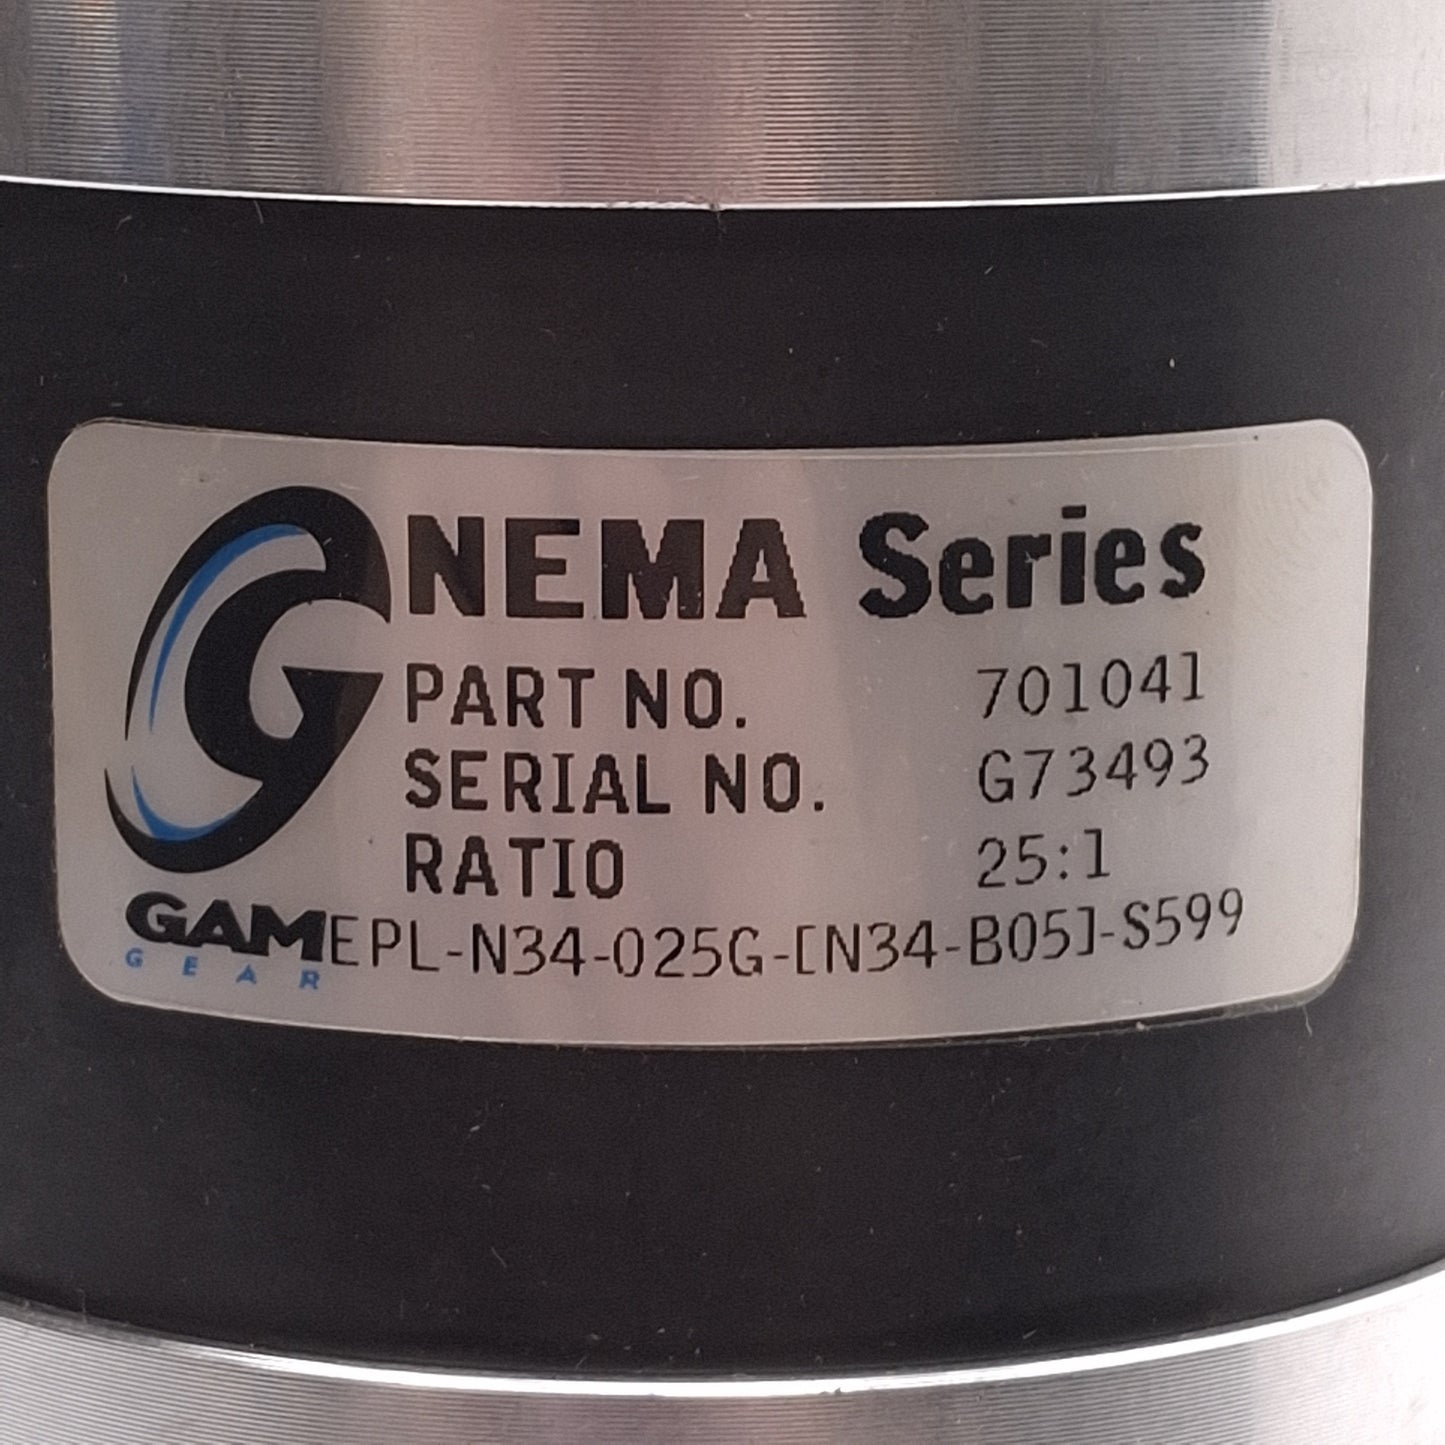 NEMA Series
PART NO. 701041
SERIAL NO. G73493
RATIO 25:1
GAM
GEAR
EPL-N34-025G-[N34-B05]-S599